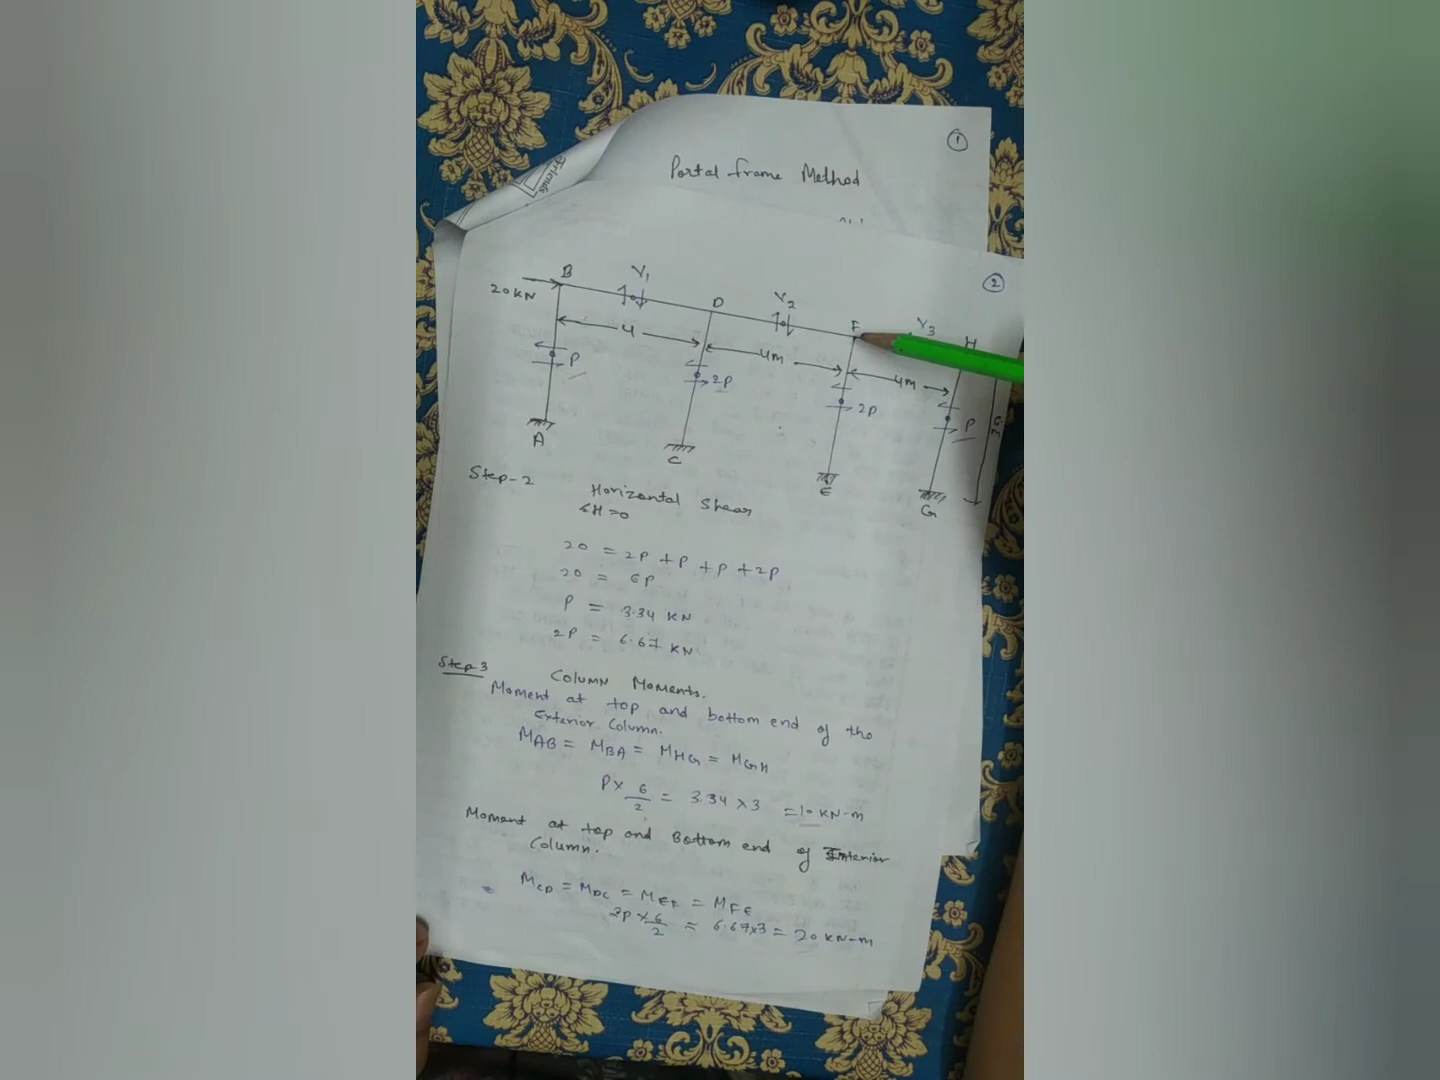 1
Friends
Portal frame Method
2
B V1 D V2 F V3 H
20KN
4 4m 4m
P 2P 2P P
6m
A C E G
Step-2
Horizontal Shear
ΣH=0
20 = 2P + P + P + 2P
20 = 6P
P = 3.34 KN
2P = 6.67 KN
Step 3
Column Moments.
Moment at top and bottom end of the
Exterior Column.
MAB = MBA = MHG = MGH
P× 6/2 = 3.34 × 3 = 10 KN-m
Moment at top and Bottom end of Interior
Column.
MCD = MDC = MEF = MFE
2P × 6/2 = 6.67×3 = 20 KN-m